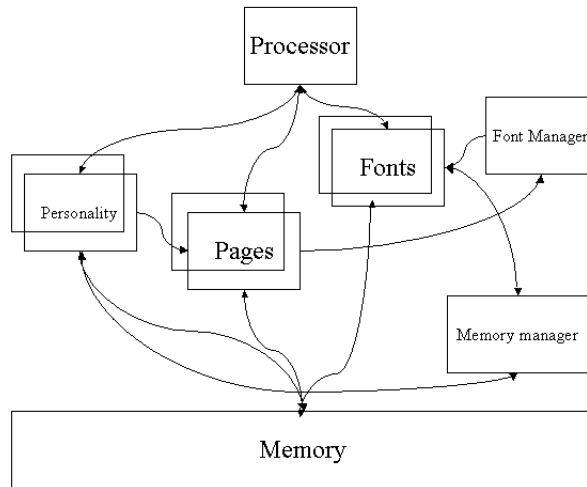 Processor
Font Manager
Fonts
Personality
Pages
Memory manager
Memory